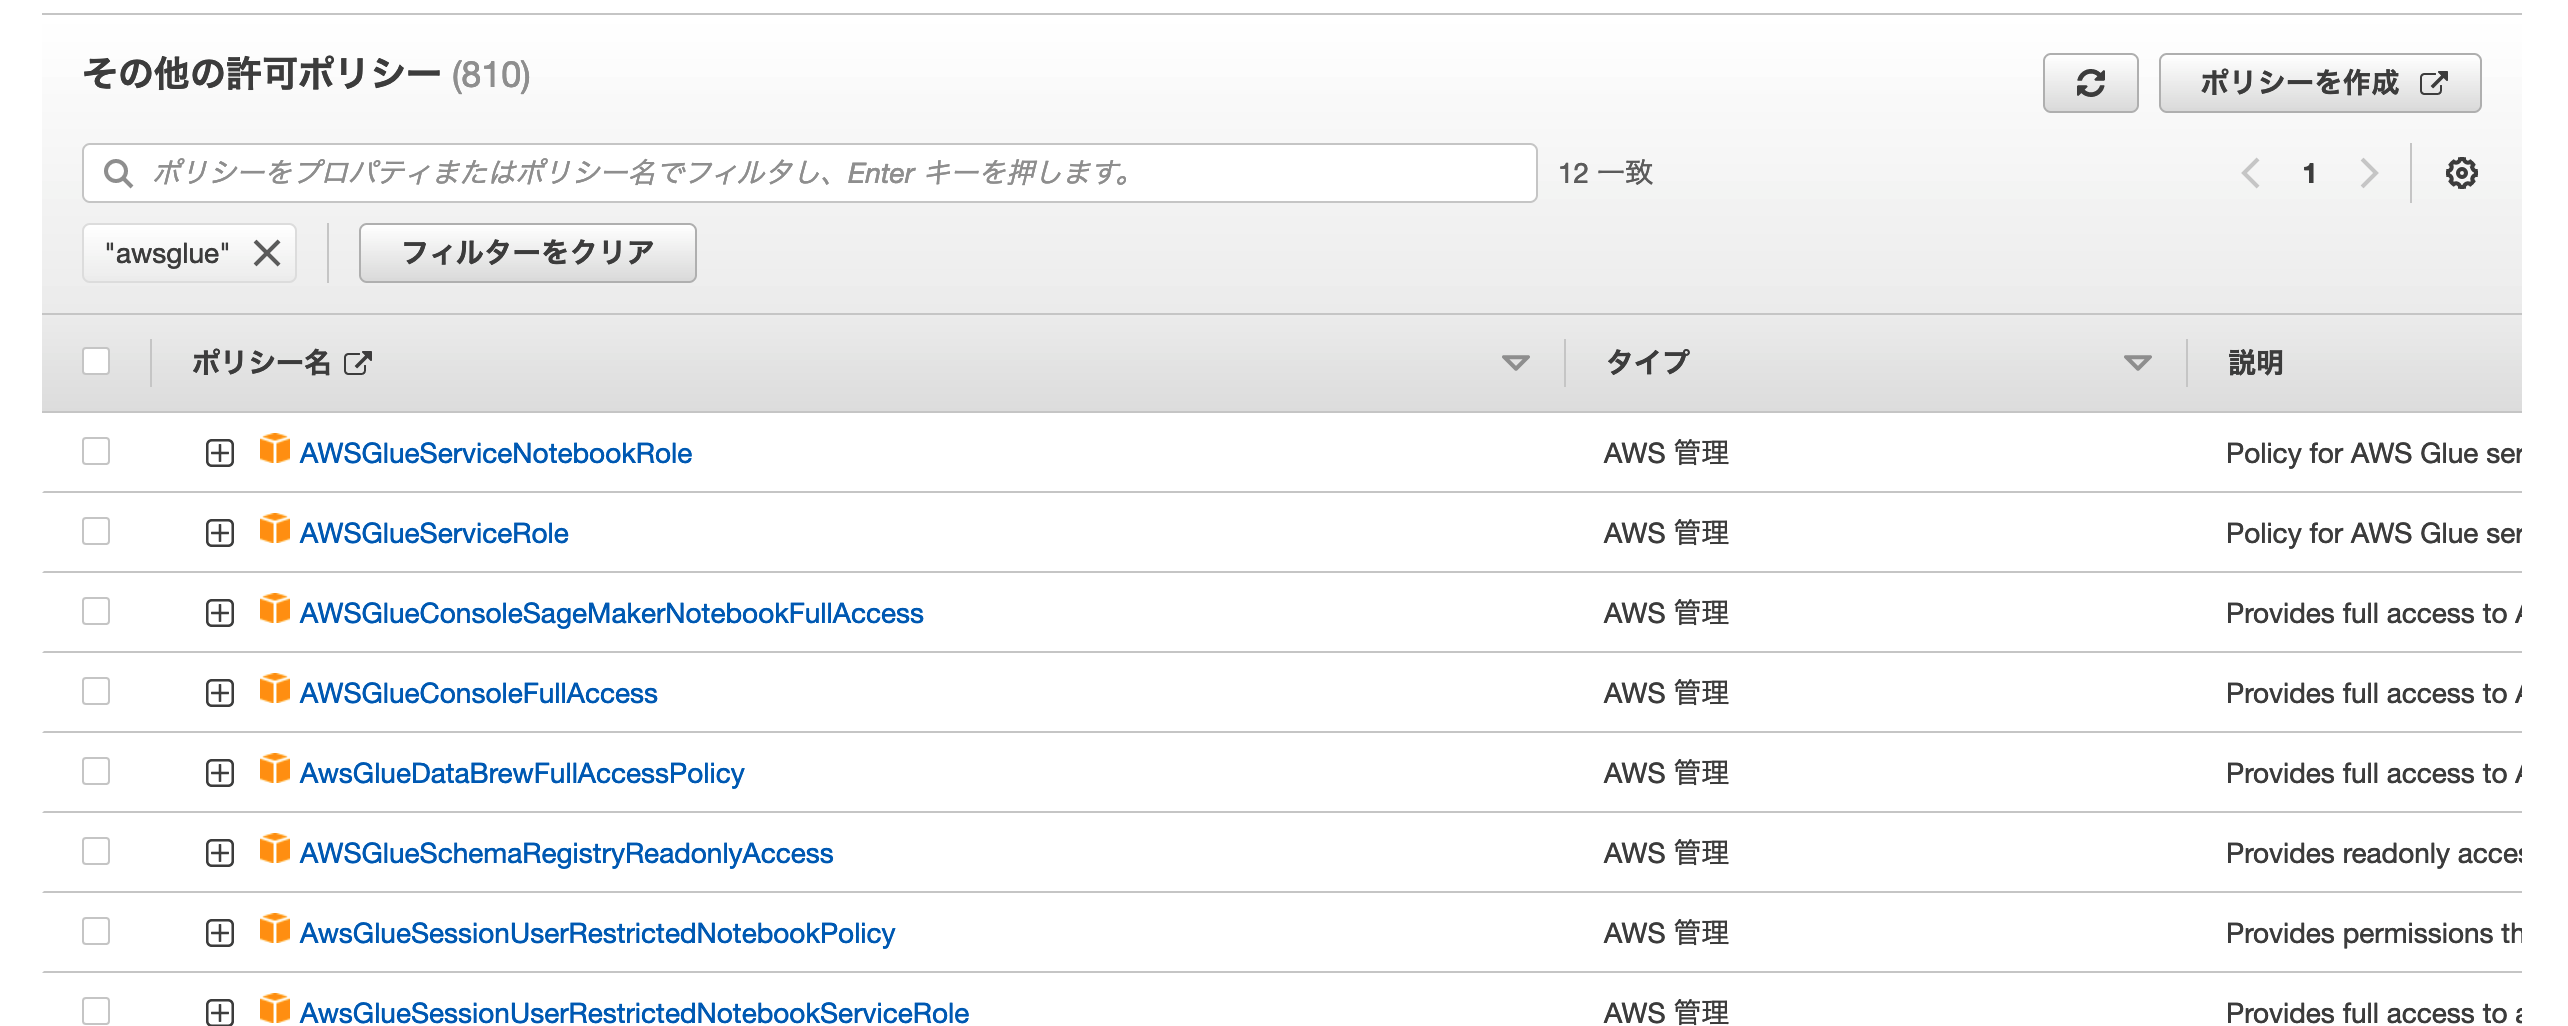 その他の許可ポリシー (810)
ポリシーを作成
ポリシーをプロパティまたはポリシー名でフィルタし、Enter キーを押します。
12 一致
1
"awsglue"
フィルターをクリア
ポリシー名 タイプ 説明
AWSGlueServiceNotebookRole AWS 管理 Policy for AWS Glue ser
AWSGlueServiceRole AWS 管理 Policy for AWS Glue ser
AWSGlueConsoleSageMakerNotebookFullAccess AWS 管理 Provides full access to
AWSGlueConsoleFullAccess AWS 管理 Provides full access to
AwsGlueDataBrewFullAccessPolicy AWS 管理 Provides full access to
AWSGlueSchemaRegistryReadonlyAccess AWS 管理 Provides readonly acce
AwsGlueSessionUserRestrictedNotebookPolicy AWS 管理 Provides permissions th
AwsGlueSessionUserRestrictedNotebookServiceRole AWS 管理 Provides full access to